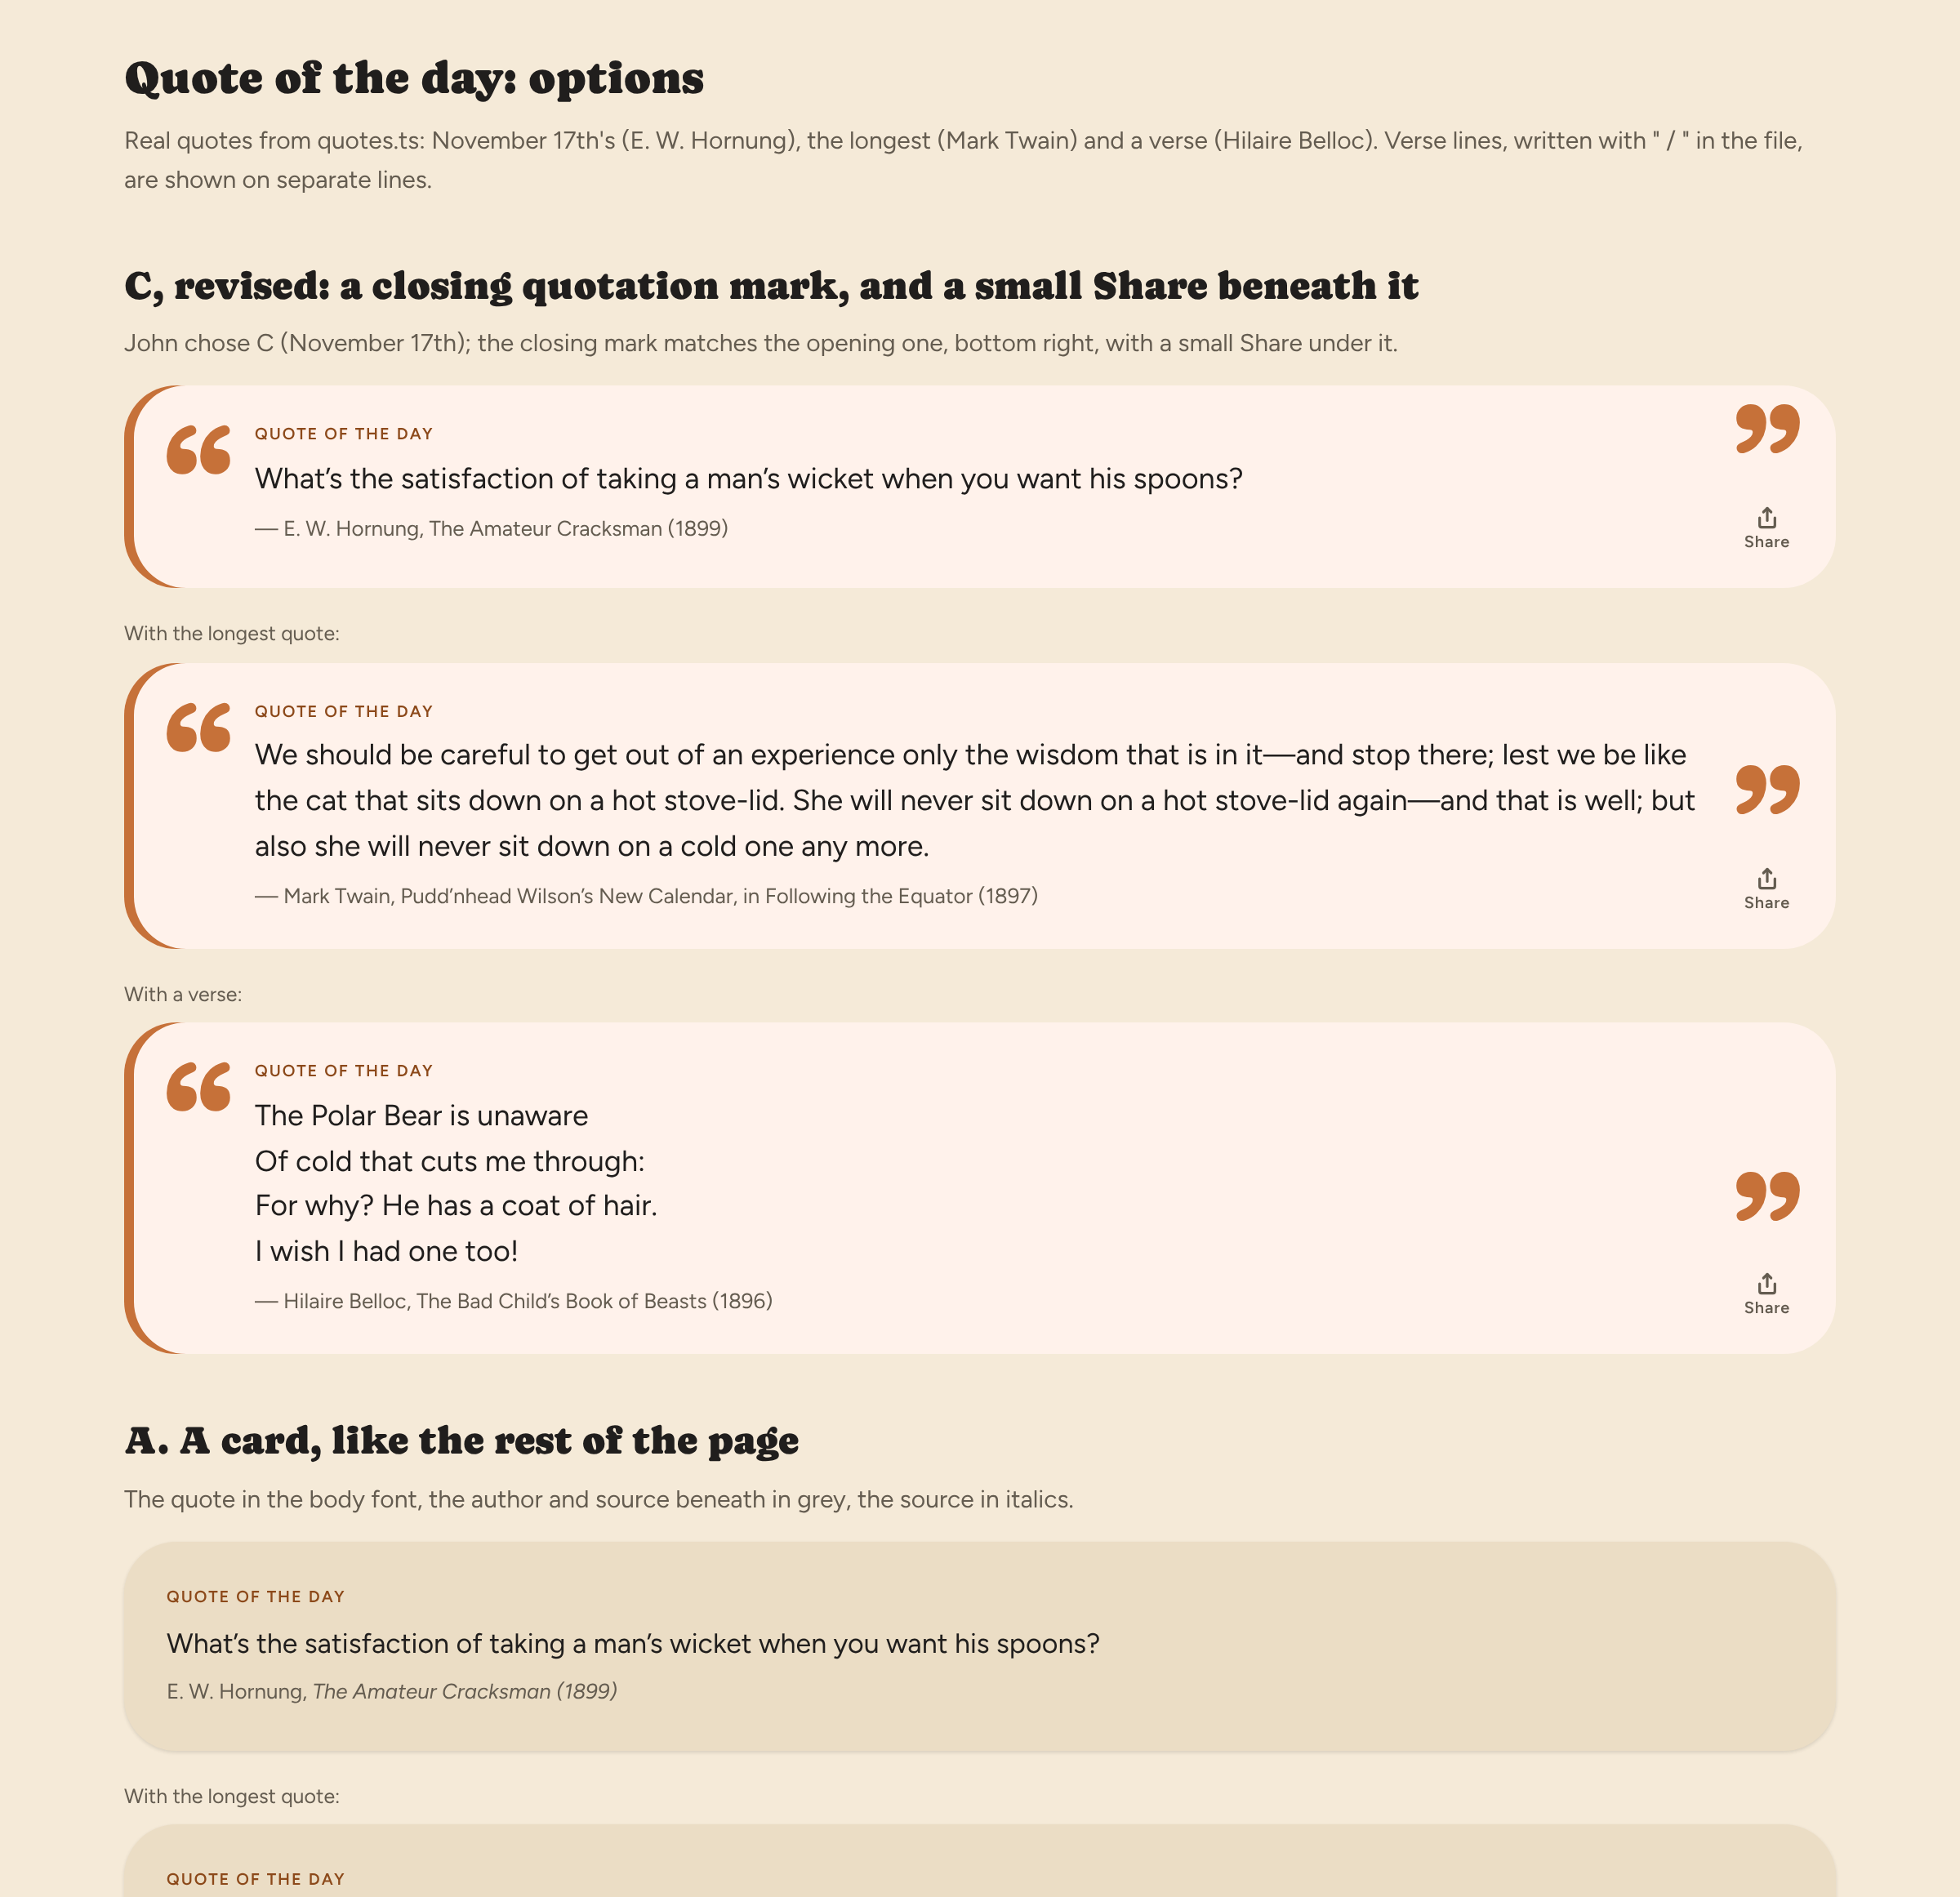 Quote of the day: options
Real quotes from quotes.ts: November 17th's (E. W. Hornung), the longest (Mark Twain) and a verse (Hilaire Belloc). Verse lines, written with " / " in the file,
are shown on separate lines.
C, revised: a closing quotation mark, and a small Share beneath it
John chose C (November 17th); the closing mark matches the opening one, bottom right, with a small Share under it.
“
QUOTE OF THE DAY
What’s the satisfaction of taking a man’s wicket when you want his spoons?
— E. W. Hornung, The Amateur Cracksman (1899)
”
Share
With the longest quote:
“
QUOTE OF THE DAY
We should be careful to get out of an experience only the wisdom that is in it—and stop there; lest we be like
the cat that sits down on a hot stove-lid. She will never sit down on a hot stove-lid again—and that is well; but
also she will never sit down on a cold one any more.
— Mark Twain, Pudd’nhead Wilson’s New Calendar, in Following the Equator (1897)
”
Share
With a verse:
“
QUOTE OF THE DAY
The Polar Bear is unaware
Of cold that cuts me through:
For why? He has a coat of hair.
I wish I had one too!
— Hilaire Belloc, The Bad Child’s Book of Beasts (1896)
”
Share
A. A card, like the rest of the page
The quote in the body font, the author and source beneath in grey, the source in italics.
QUOTE OF THE DAY
What’s the satisfaction of taking a man’s wicket when you want his spoons?
E. W. Hornung, The Amateur Cracksman (1899)
With the longest quote:
QUOTE OF THE DAY